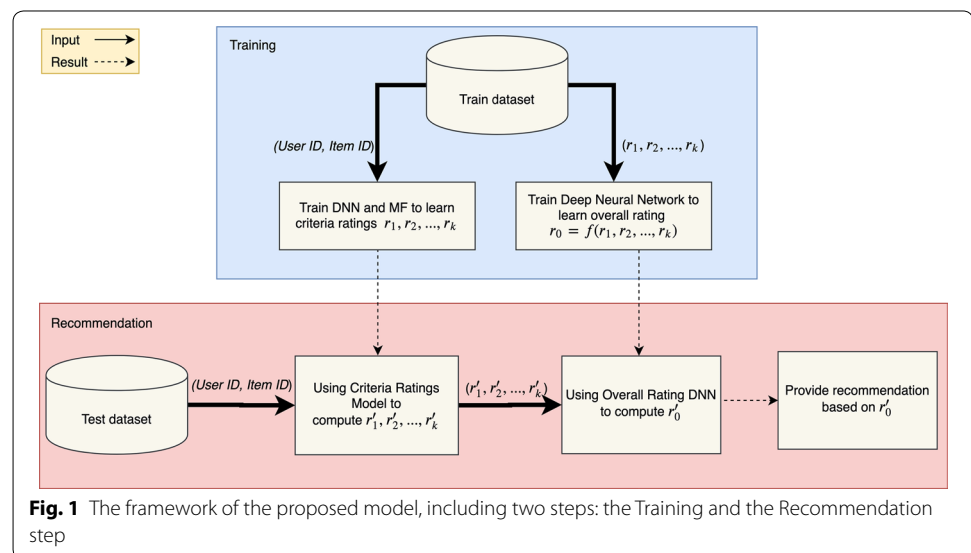 Input
Result
Training
Train dataset
(User ID, Item ID)
(r₁, r₂, ..., rₖ)
Train DNN and MF to learn
criteria ratings r₁, r₂, ..., rₖ
Train Deep Neural Network to
learn overall rating
r₀ = f(r₁, r₂, ..., rₖ)
Recommendation
Test dataset
(User ID, Item ID)
Using Criteria Ratings
Model to
compute r′₁, r′₂, ..., r′ₖ
(r′₁, r′₂, ..., r′ₖ)
Using Overall Rating DNN
to compute r′₀
Provide recommendation
based on r′₀
Fig. 1 The framework of the proposed model, including two steps: the Training and the Recommendation
step